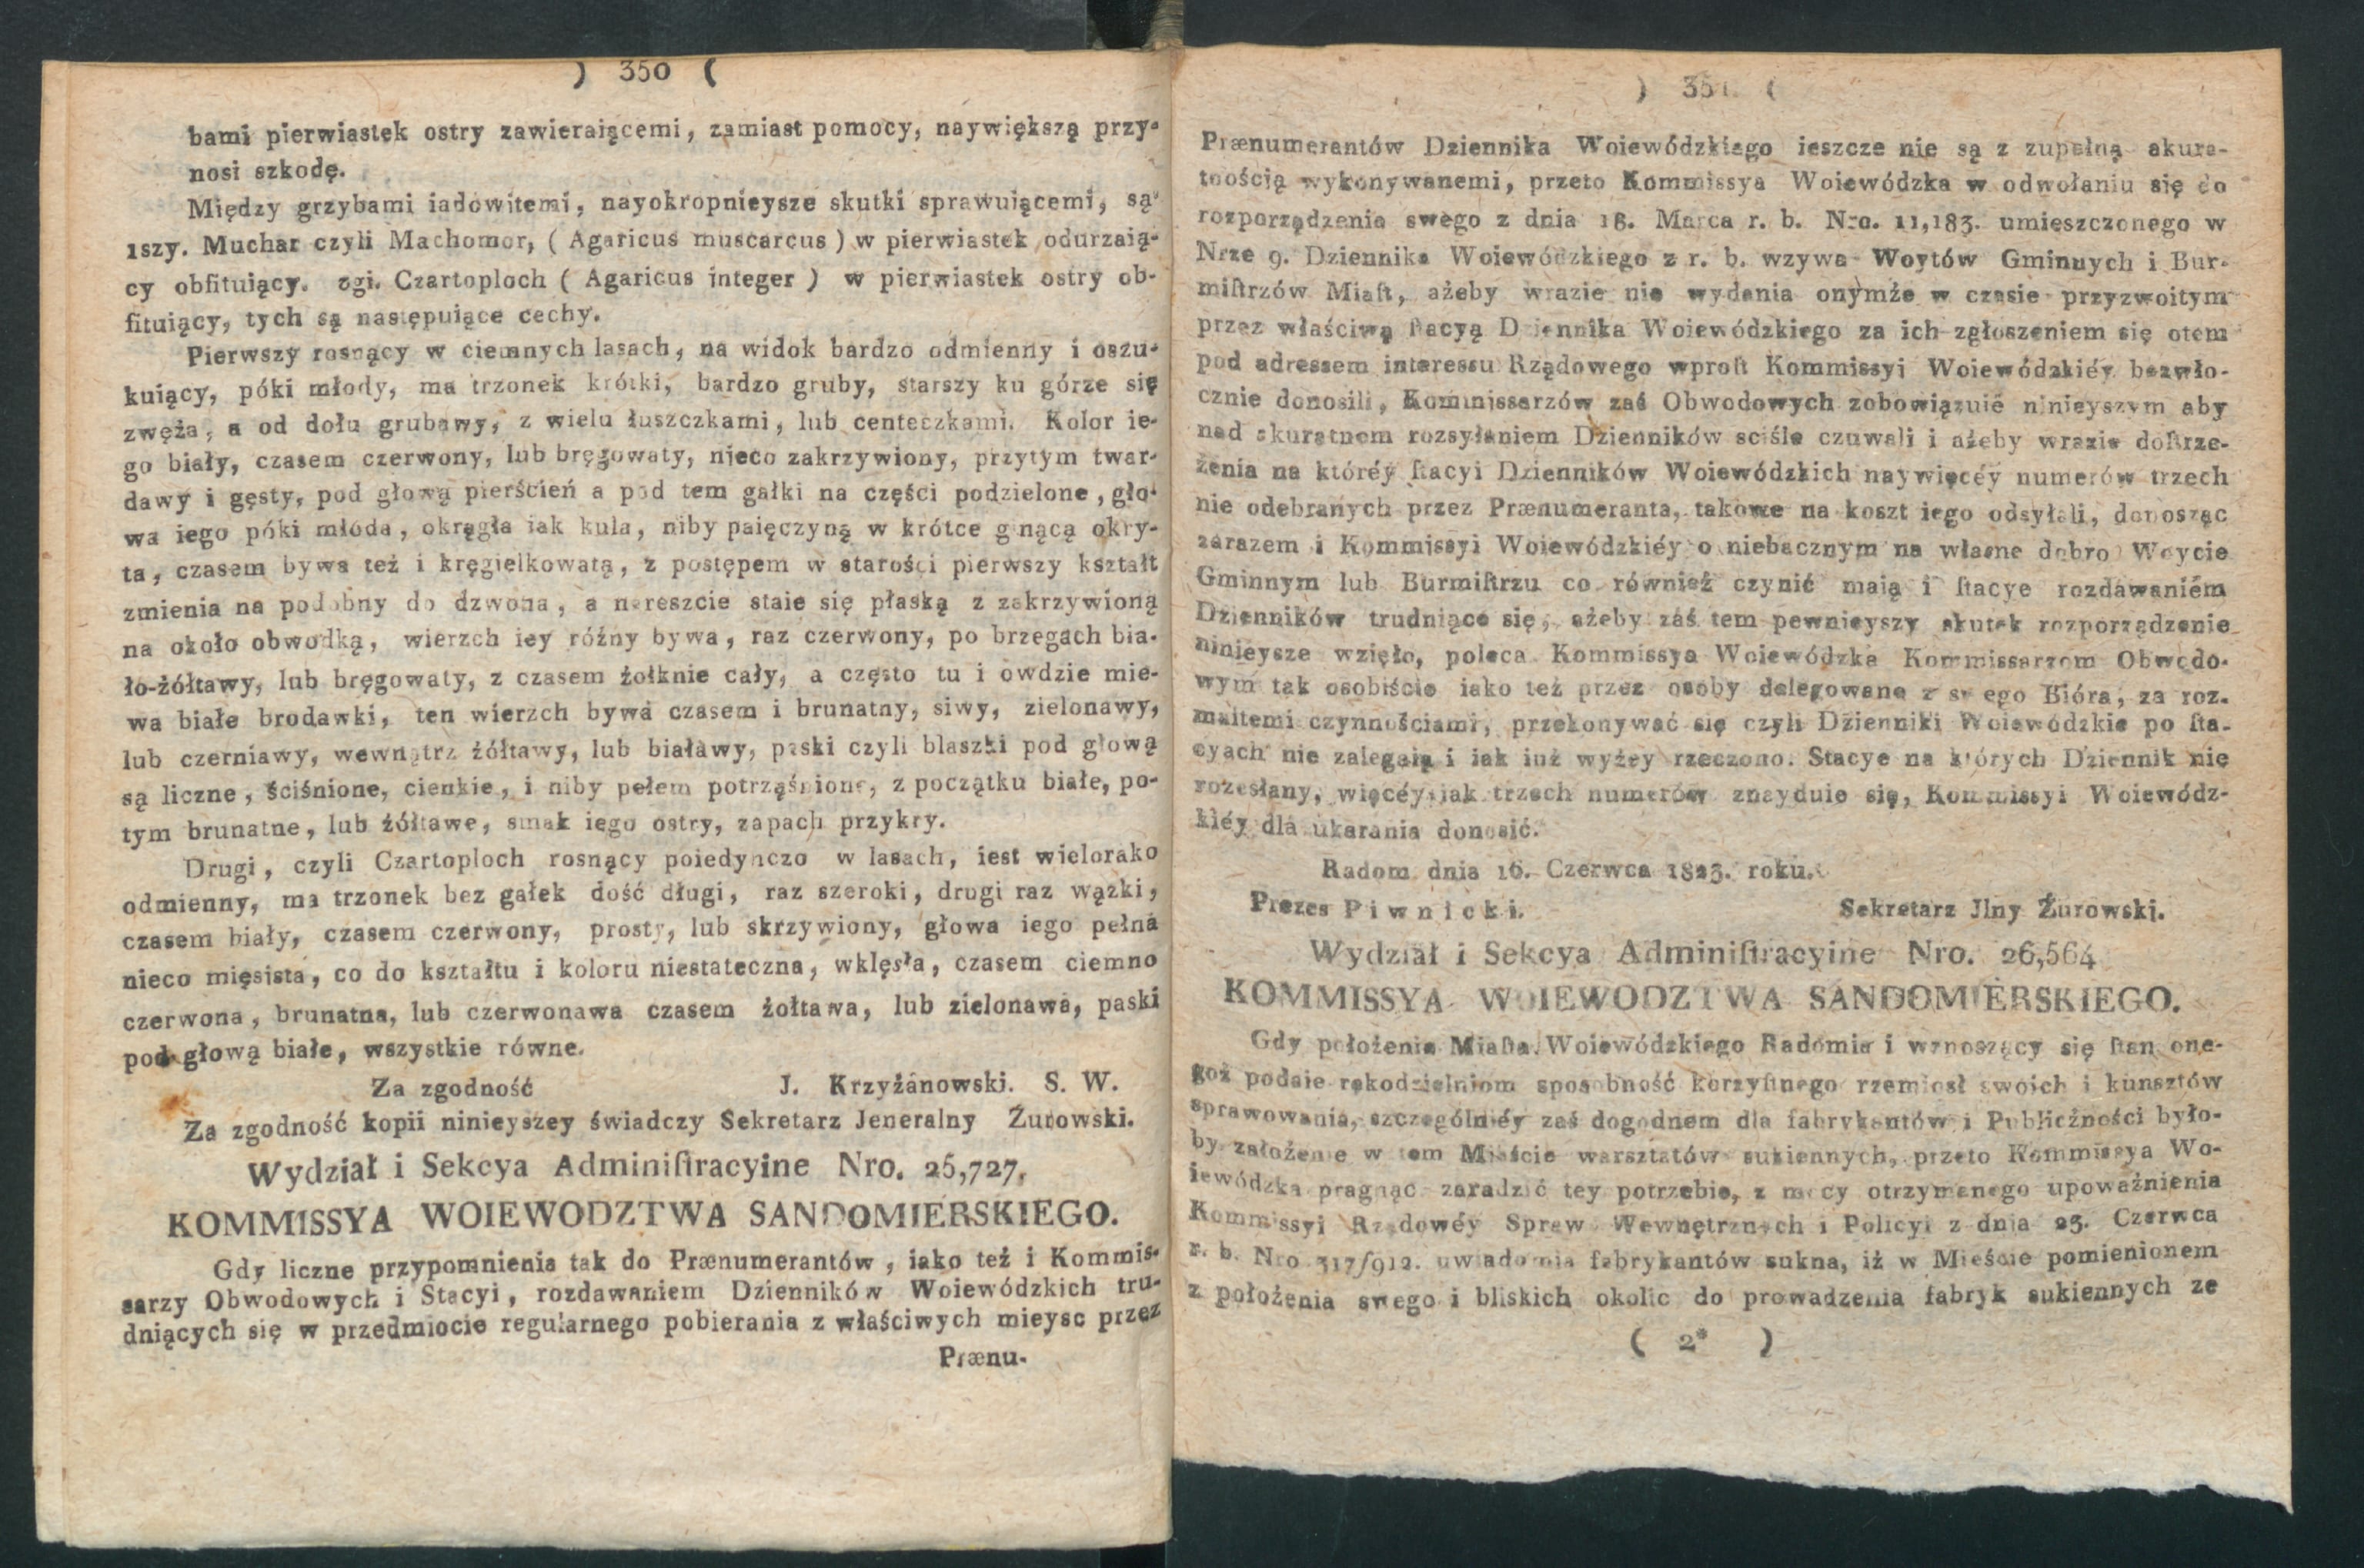 ) 350 (
bami pierwiastek ostry zawieraiącemi, zamiast pomocy, naywiększą przy-
nosi szkodę.
Między grzybami iadowitemi, nayokropnieysze skutki sprawuiącemi, są
1szy. Muchar czyli Machomor, ( Agaricus muscarcus ) w pierwiastek odurzaią-
cy obfituiący. 2gi. Czartoploch ( Agaricus integer ) w pierwiastek ostry ob-
fituiący, tych są następuiące cechy.
Pierwszy rosnący w ciemnych lasach, na widok bardzo odmienny i oszu-
kuiący, póki młody, ma trzonek krótki, bardzo gruby, starszy ku górze się
zwęża, a od dołu grubawy, z wielu łuszczkami, lub centeczkami. Kolor ie-
go biały, czasem czerwony, lub bręgowaty, nieco zakrzywiony, przytym twar-
dawy i gęsty, pod głową pierścień a pod tem gałki na części podzielone, gło-
wa iego póki młoda, okrągła iak kula, niby paięczyną w krótce ginącą okry-
ta, czasem bywa też i kręgielkowatą, z postępem w starości pierwszy kształt
zmienia na podobny do dzwona, a nareszcie staie się płaską z zakrzywioną
na około obwódką, wierzch iey różny bywa, raz czerwony, po brzegach bia-
ło-żółtawy, lub bręgowaty, z czasem żołknie cały, a często tu i owdzie mie-
wa białe brodawki, ten wierzch bywa czasem i brunatny, siwy, zielonawy,
lub czerniawy, wewnątrz żółtawy, lub białawy, paski czyli blaszki pod głową
są liczne, ściśnione, cienkie, i niby pełem potrząśnione, z początku białe, po-
tym brunatne, lub żółtawe, smak iego ostry, zapach przykry.
Drugi, czyli Czartoploch rosnący poiedyńczo w lasach, iest wielorako
odmienny, ma trzonek bez gałek dość długi, raz szeroki, drugi raz wązki,
czasem biały, czasem czerwony, prosty, lub skrzywiony, głowa iego pełna
nieco mięsista, co do kształtu i koloru niestateczna, wklęsła, czasem ciemno
czerwona, brunatna, lub czerwonawa czasem żołtawa, lub zielonawa, paski
pod głową białe, wszystkie równe.
Za zgodność J. Krzyżanowski. S. W.
Za zgodność kopii ninieyszey świadczy Sekretarz Jeneralny Żurowski.
Wydział i Sekcya Adminiſtracyine Nro. 25,727.
KOMMISSYA WOIEWODZTWA SANDOMIERSKIEGO.
Gdy liczne przypomnienia tak do Prænumerantów, iako też i Kommis-
sarzy Obwodowych i Stacyi, rozdawaniem Dzienników Woiewódzkich tru-
dniących się w przedmiocie regularnego pobierania z właściwych mieysc przez
Prænu-
) 351 (
Prænumerantów Dziennika Woiewódzkiego ieszcze nie są z zupełną akura-
tnością wykonywanemi, przeto Kommissya Woiewódzka w odwołaniu się do
rozporządzenia swego z dnia 18. Marca r. b. Nro. 11,183. umieszczonego w
Nrze 9. Dziennika Woiewódzkiego z r. b. wzywa Woytów Gminnych i Bur-
miſtrzów Miaſt, ażeby wrazie nie wydania onymże w czasie przyzwoitym
przez właściwą ſtacyą Dziennika Woiewódzkiego za ich zgłoszeniem się otem
pod adressem interessu Rządowego wproſt Kommissyi Woiewódzkiéy bezwło-
cznie donosili, Kommissarzów zaś Obwodowych zobowiązuie ninieyszym aby
nad akuratnem rozsyłaniem Dzienników sciśle czuwali i ażeby wrazie doſtrze-
żenia na któréy ſtacyi Dzienników Woiewódzkich naywięcéy numerów trzech
nie odebranych przez Prænumeranta, takowe na koszt iego odsyłali, donosząc
zarazem i Kommissyi Woiewódzkiéy o niebacznym na własne dobro Woycie
Gminnym lub Burmiſtrzu co również czynić maią i ſtacye rozdawaniém
Dzienników trudniące się, ażeby zaś tem pewnieyszy skutek rozporządzenie
ninieysze wzięło, poleca Kommissya Woiewódzka Kommissarzom Obwodo-
wym tak osobiście iako też przez osoby delegowane z swego Bióra, za roz-
maitemi czynnościami, przekonywać się czyli Dzienniki Woiewódzkie po ſta-
cyach nie zalegaią i iak iuż wyżey rzeczono. Stacye na których Dziennik nie
rozesłany, więcéy iak trzech numerów znayduie się, Kommissyi Woiewódz-
kiéy dla ukarania donosić.
Radom dnia 16. Czerwca 1823. roku.
Prezes Piwnicki. Sekretarz Jlny Żurowski.
Wydział i Sekcya Adminiſtracyine Nro. 26,564
KOMMISSYA WOIEWODZTWA SANDOMIERSKIEGO.
Gdy położenie Miaſta Woiewódzkiego Radomia i wznoszący się ſtan one-
goż podaie rękodzielniom sposobność korzyſtnego rzemiosł swoich i kunsztów
sprawowania, szczególniéy zaś dogodnem dla fabrykantów i Publiczności było-
by założenie w tem Mieście warsztatów sukiennych, przeto Kommissya Wo-
iewódzka pragnąc zaradzić tey potrzebie, z mocy otrzymanego upoważnienia
Kommissyi Rządowéy Spraw Wewnętrznych i Policyi z dnia 23. Czerwca
r. b. Nro 317/912. uwiadomia fabrykantów sukna, iż w Mieście pomienionem
z położenia swego i bliskich okolic do prowadzenia fabryk sukiennych ze
( 2* )